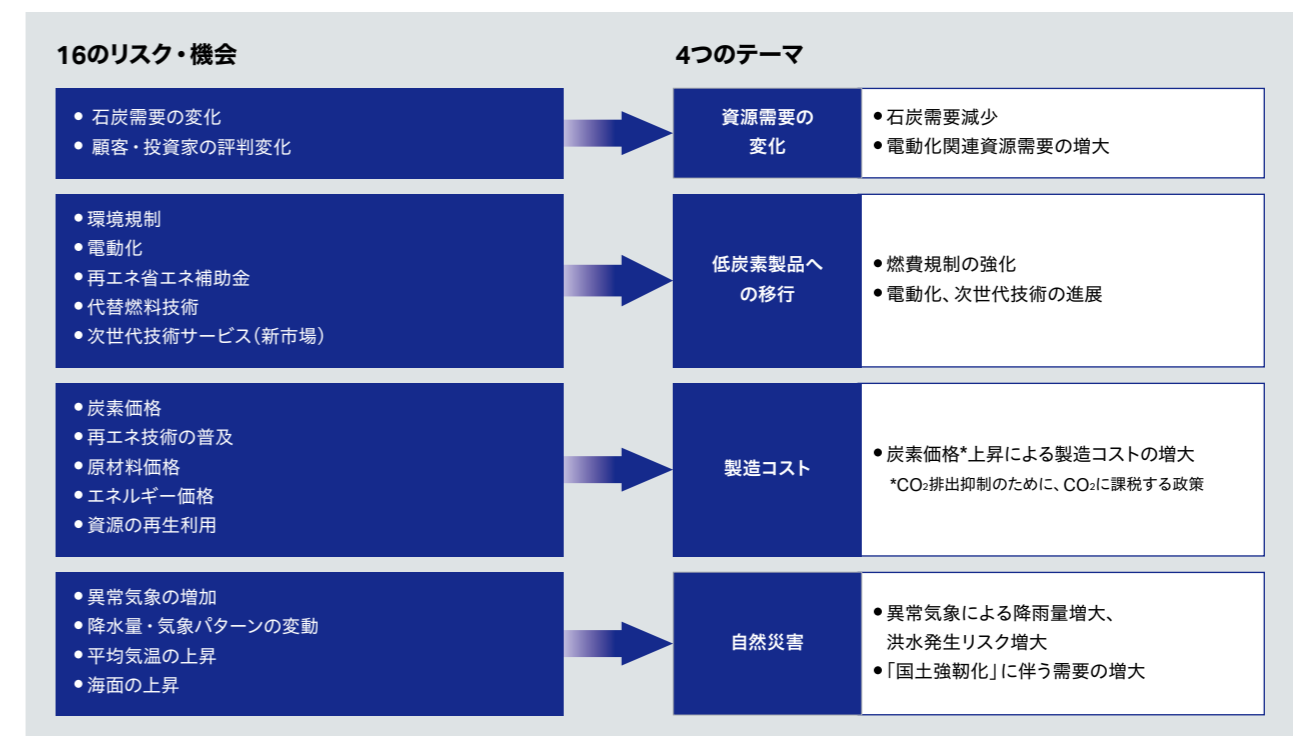 16のリスク・機会
4つのテーマ
• 石炭需要の変化
• 顧客・投資家の評判変化
資源需要の
変化
•石炭需要減少
•電動化関連資源需要の増大
•環境規制
•電動化
•再エネ省エネ補助金
•代替燃料技術
•次世代技術サービス(新市場)
低炭素製品へ
の移行
•燃費規制の強化
•電動化、次世代技術の進展
•炭素価格
•再エネ技術の普及
•原材料価格
•エネルギー価格
•資源の再生利用
製造コスト
•炭素価格*上昇による製造コストの増大
*CO₂排出抑制のために、CO₂に課税する政策
•異常気象の増加
•降水量・気象パターンの変動
•平均気温の上昇
•海面の上昇
自然災害
•異常気象による降雨量増大、
洪水発生リスク増大
•「国土強靭化」に伴う需要の増大